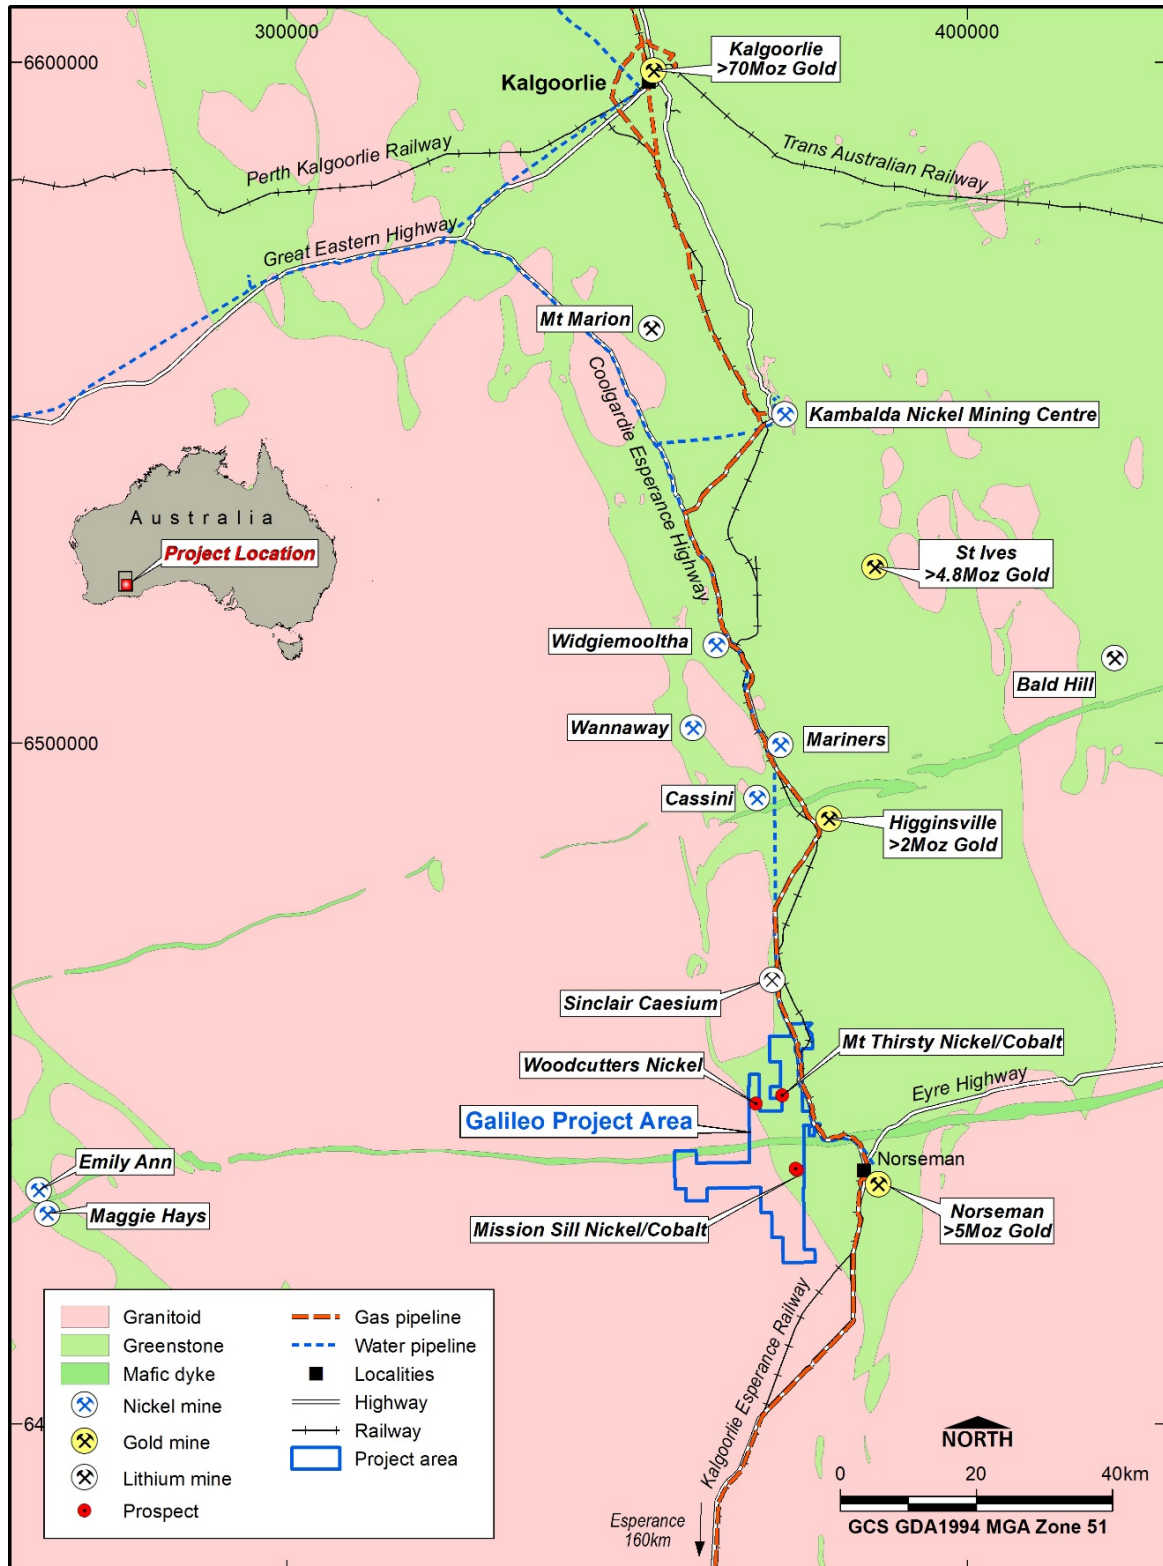 300000
400000
6600000
Kalgoorlie
>70Moz Gold
Kalgoorlie
Perth Kalgoorlie Railway
Trans Australian Railway
Great Eastern Highway
Mt Marion
Coolgardie Esperance Highway
Kambalda Nickel Mining Centre
Australia
Project Location
St Ives
>4.8Moz Gold
Widgiemooltha
Bald Hill
Wannaway
6500000
Mariners
Cassini
Higginsville
>2Moz Gold
Sinclair Caesium
Mt Thirsty Nickel/Cobalt
Woodcutters Nickel
Eyre Highway
Galileo Project Area
Emily Ann
Norseman
Maggie Hays
Mission Sill Nickel/Cobalt
Norseman
>5Moz Gold
Kalgoorlie Esperance Railway
Granitoid
Greenstone
Mafic dyke
Nickel mine
Gold mine
Lithium mine
Prospect
Gas pipeline
Water pipeline
Localities
Highway
Railway
Project area
64
NORTH
0 20 40km
GCS GDA1994 MGA Zone 51
Esperance
160km